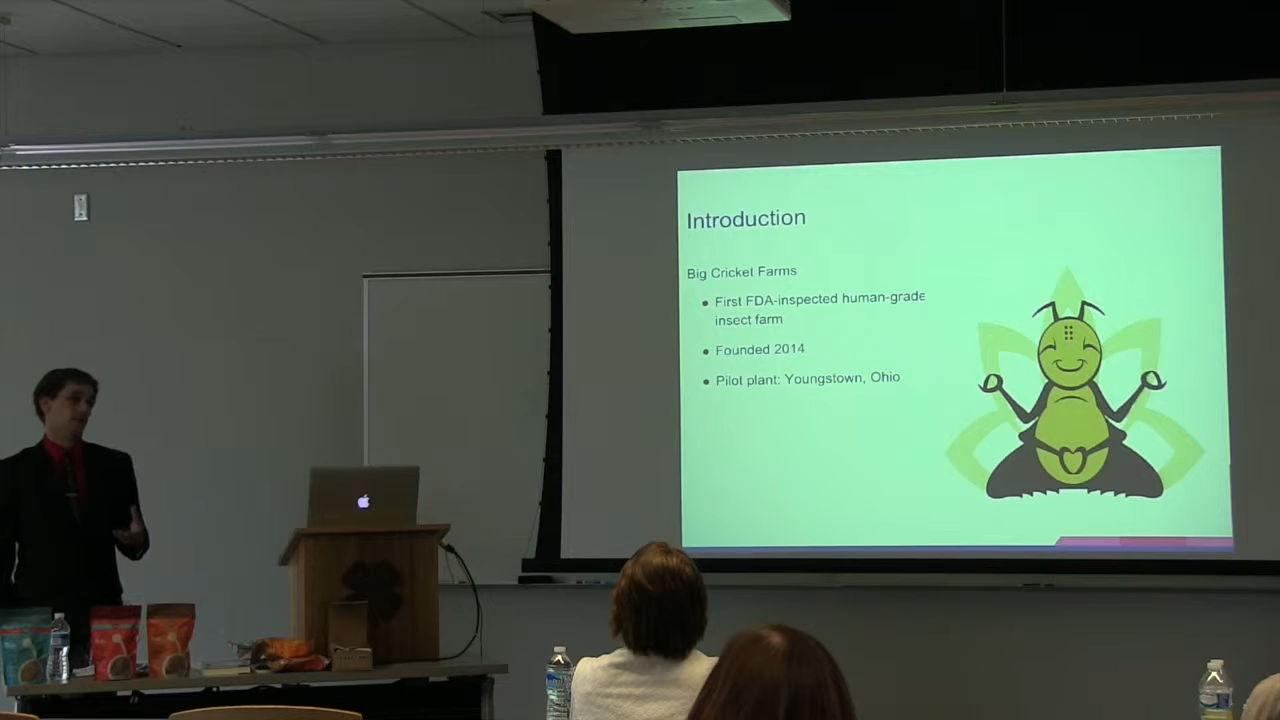 Introduction
Big Cricket Farms
First FDA-inspected human-grade
insect farm
Founded 2014
Pilot plant: Youngstown, Ohio